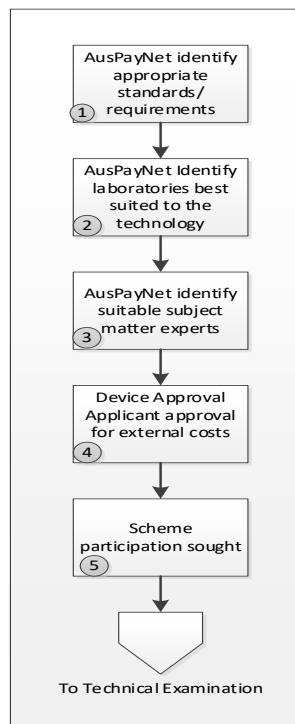 AusPayNet identify
appropriate
standards/
requirements
1
AusPayNet Identify
laboratories best
suited to the
technology
2
AusPayNet identify
suitable subject
matter experts
3
Device Approval
Applicant approval
for external costs
4
Scheme
participation sought
5
To Technical Examination